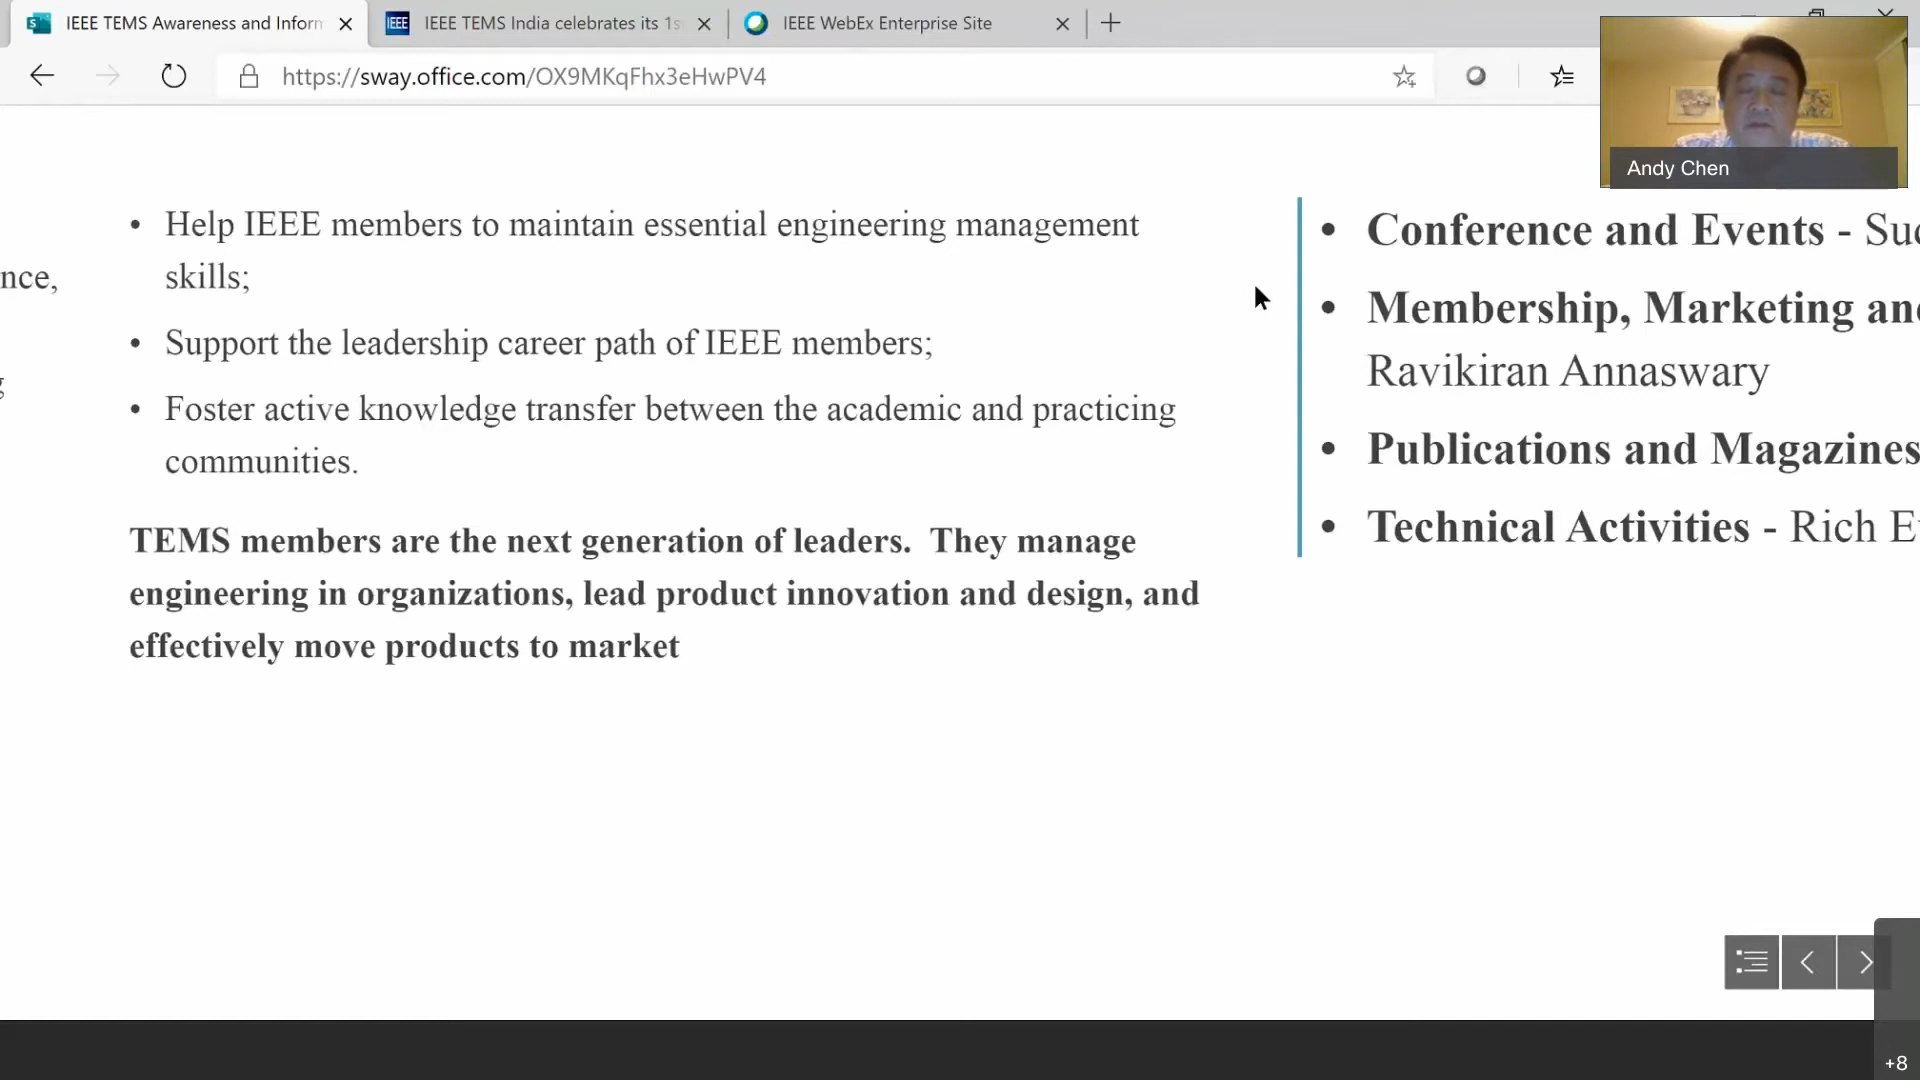 IEEE TEMS Awareness and Inforn
IEEE TEMS India celebrates its 1s
IEEE WebEx Enterprise Site
https://sway.office.com/OX9MKqFhx3eHwPV4
Andy Chen
nce,
g
• Help IEEE members to maintain essential engineering management
skills;
• Support the leadership career path of IEEE members;
• Foster active knowledge transfer between the academic and practicing
communities.
TEMS members are the next generation of leaders. They manage
engineering in organizations, lead product innovation and design, and
effectively move products to market
• Conference and Events - Su
• Membership, Marketing an
Ravikiran Annaswary
• Publications and Magazines
• Technical Activities - Rich E
+8